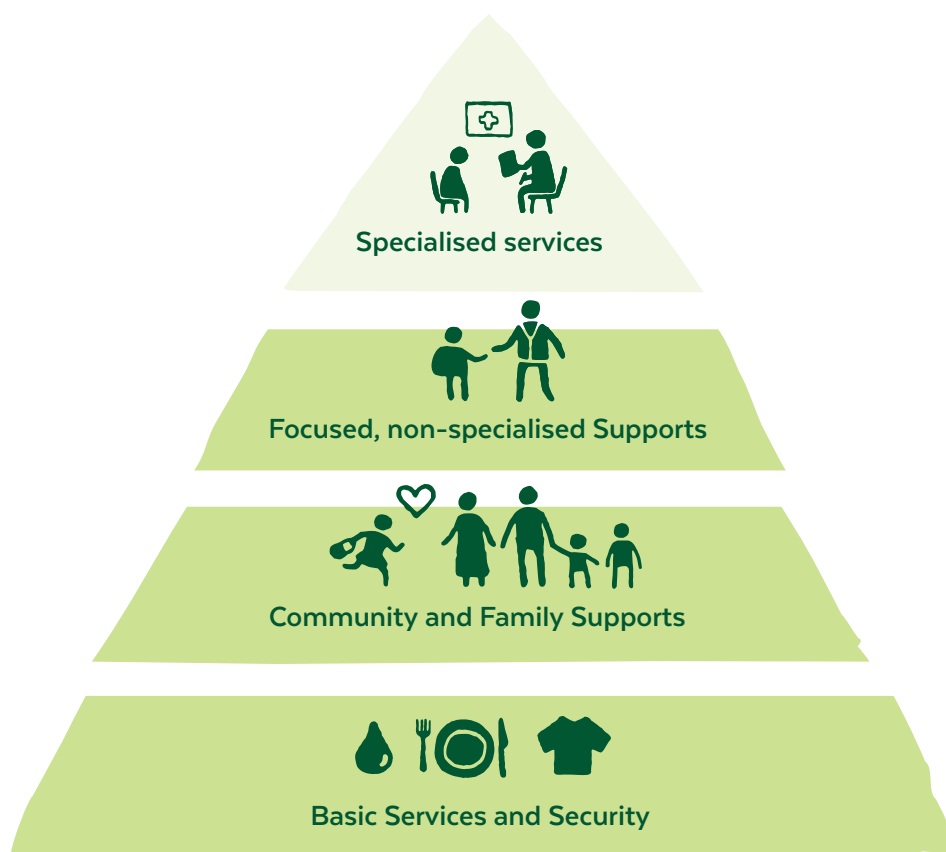 Specialised services
Focused, non-specialised Supports
Community and Family Supports
Basic Services and Security